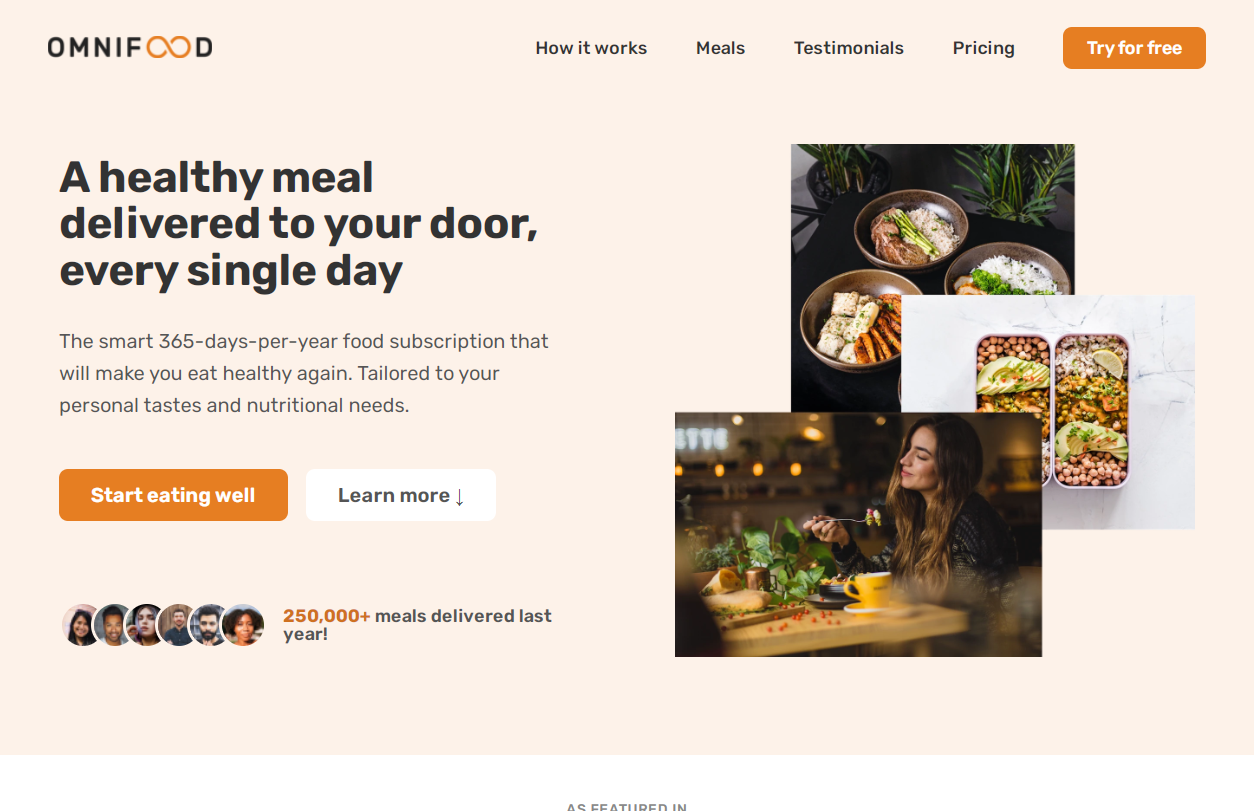 OMNIFOOD
How it works
Meals
Testimonials
Pricing
Try for free
A healthy meal
delivered to your door,
every single day
The smart 365-days-per-year food subscription that
will make you eat healthy again. Tailored to your
personal tastes and nutritional needs.
Start eating well
Learn more ↓
250,000+ meals delivered last
year!
AS FEATURED IN